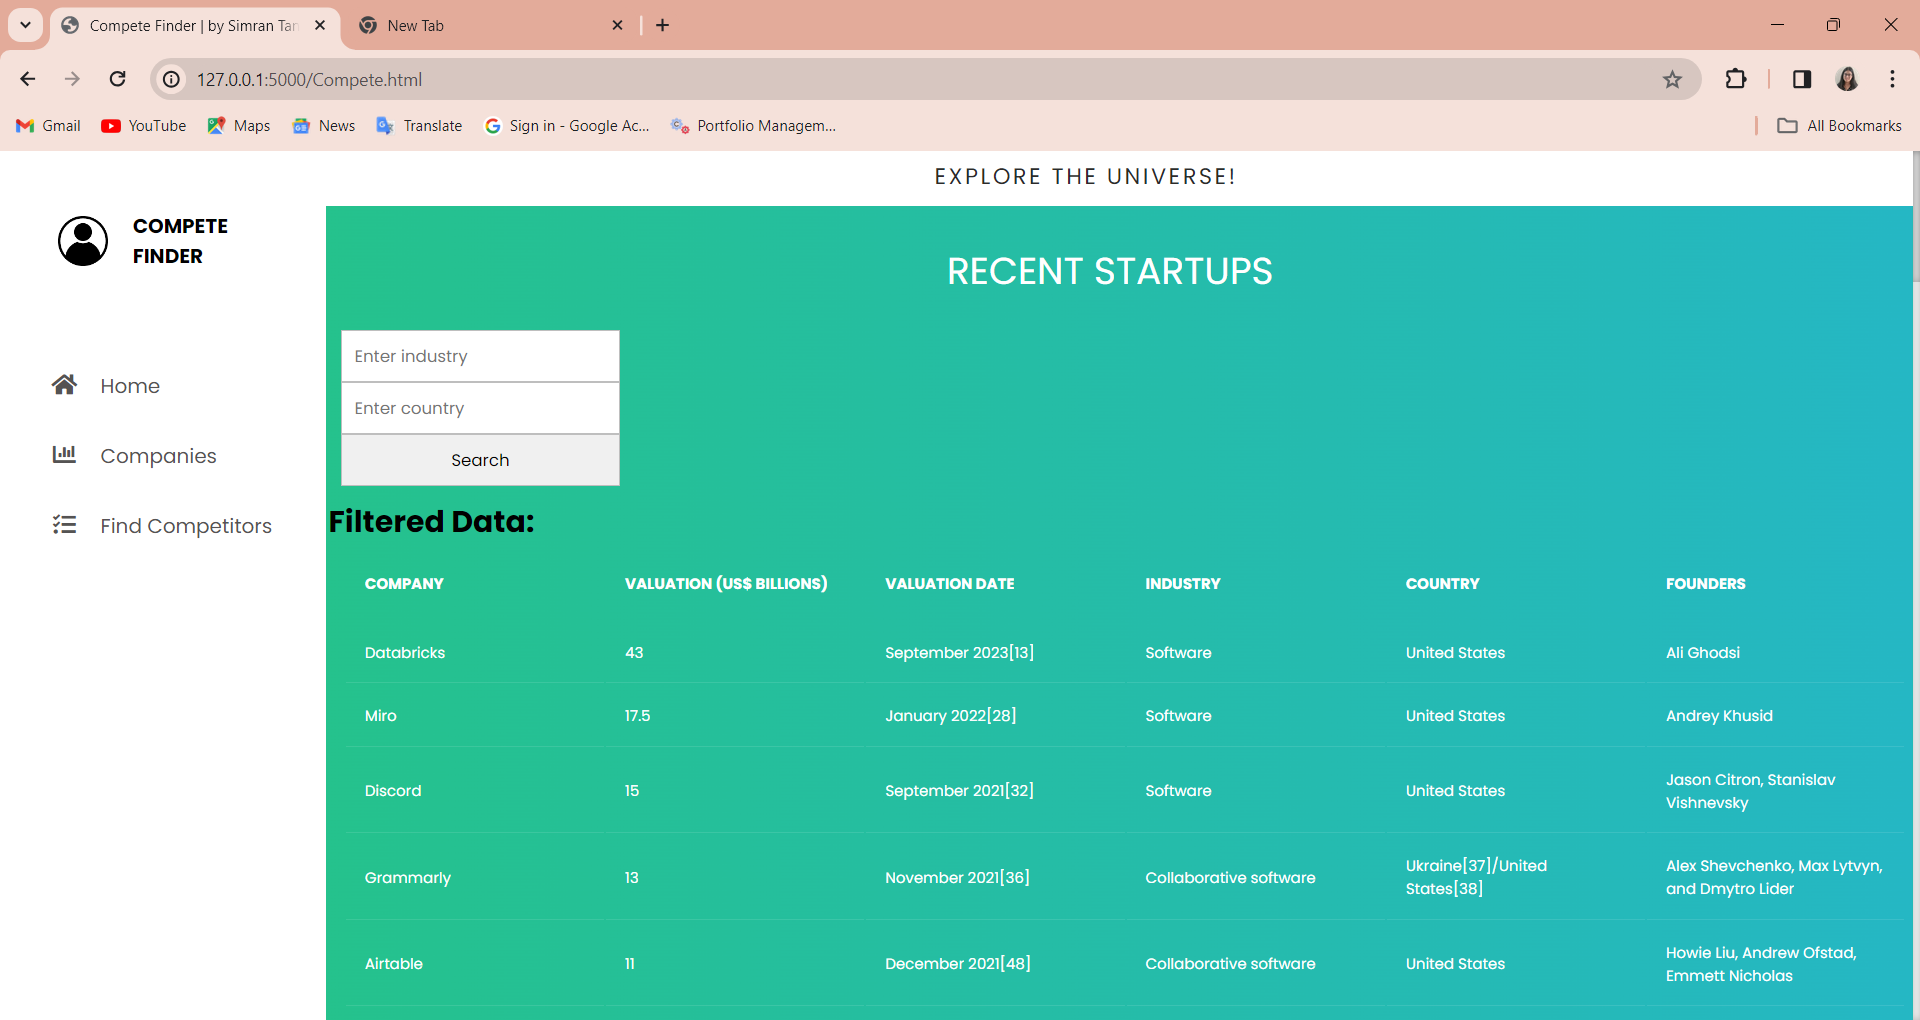 Compete Finder | by Simran Tan
New Tab
127.0.0.1:5000/Compete.html
Gmail
YouTube
Maps
News
Translate
Sign in - Google Ac...
Portfolio Managem...
All Bookmarks
EXPLORE THE UNIVERSE!
COMPETE
FINDER
Home
Companies
Find Competitors
RECENT STARTUPS
Enter industry
Enter country
Search
Filtered Data:
COMPANY VALUATION (US$ BILLIONS) VALUATION DATE INDUSTRY COUNTRY FOUNDERS
Databricks 43 September 2023[13] Software United States Ali Ghodsi
Miro 17.5 January 2022[28] Software United States Andrey Khusid
Discord 15 September 2021[32] Software United States Jason Citron, Stanislav
Vishnevsky
Grammarly 13 November 2021[36] Collaborative software Ukraine[37]/United Alex Shevchenko, Max Lytvyn,
States[38] and Dmytro Lider
Airtable 11 December 2021[48] Collaborative software United States Howie Liu, Andrew Ofstad,
Emmett Nicholas